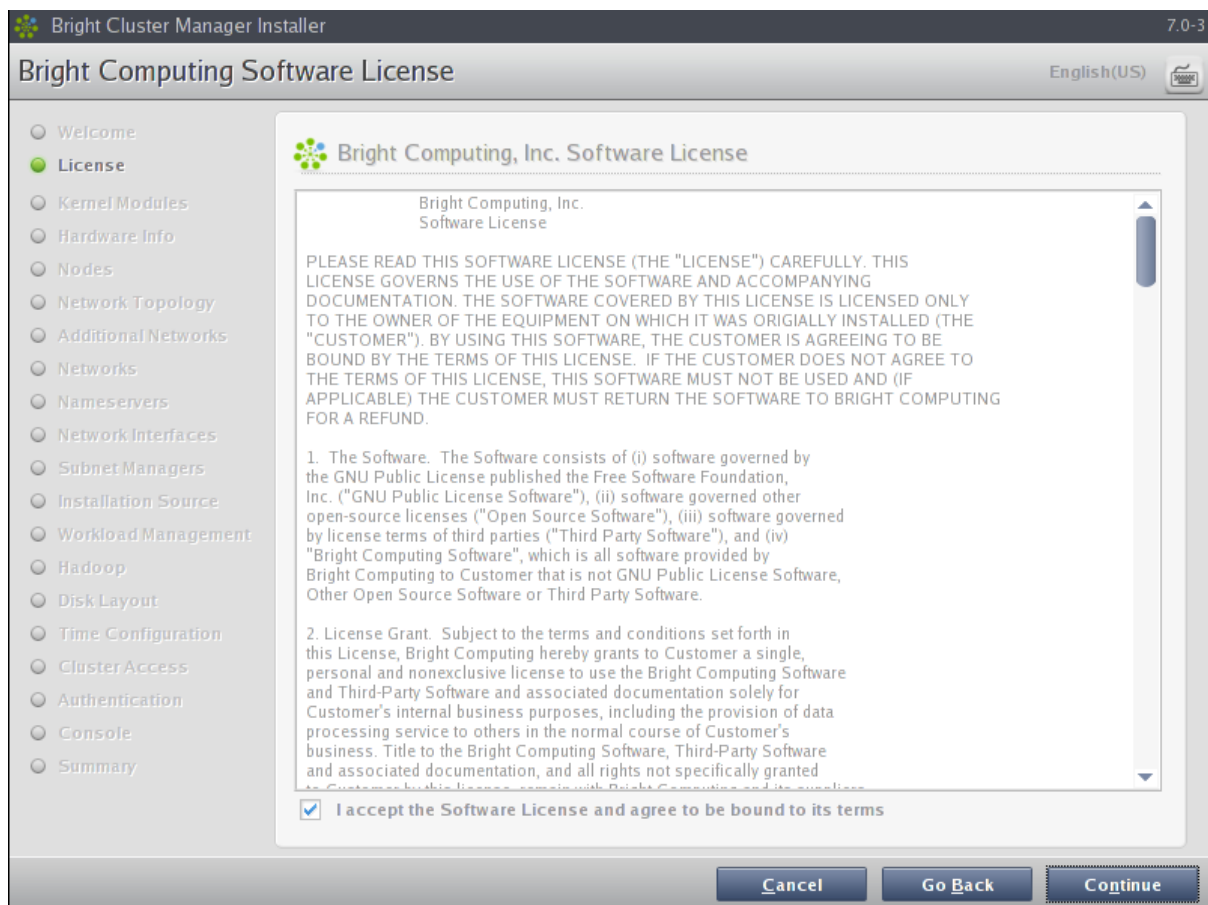 Bright Cluster Manager Installer
7.0-3
Bright Computing Software License
English(US)
Welcome
License
Kernel Modules
Hardware Info
Nodes
Network Topology
Additional Networks
Networks
Nameservers
Network Interfaces
Subnet Managers
Installation Source
Workload Management
Hadoop
Disk Layout
Time Configuration
Cluster Access
Authentication
Console
Summary
Bright Computing, Inc. Software License
Bright Computing, Inc.
Software License
PLEASE READ THIS SOFTWARE LICENSE (THE "LICENSE") CAREFULLY. THIS
LICENSE GOVERNS THE USE OF THE SOFTWARE AND ACCOMPANYING
DOCUMENTATION. THE SOFTWARE COVERED BY THIS LICENSE IS LICENSED ONLY
TO THE OWNER OF THE EQUIPMENT ON WHICH IT WAS ORIGIALLY INSTALLED (THE
"CUSTOMER"). BY USING THIS SOFTWARE, THE CUSTOMER IS AGREEING TO BE
BOUND BY THE TERMS OF THIS LICENSE. IF THE CUSTOMER DOES NOT AGREE TO
THE TERMS OF THIS LICENSE, THIS SOFTWARE MUST NOT BE USED AND (IF
APPLICABLE) THE CUSTOMER MUST RETURN THE SOFTWARE TO BRIGHT COMPUTING
FOR A REFUND.
1. The Software. The Software consists of (i) software governed by
the GNU Public License published the Free Software Foundation,
Inc. ("GNU Public License Software"), (ii) software governed other
open-source licenses ("Open Source Software"), (iii) software governed
by license terms of third parties ("Third Party Software"), and (iv)
"Bright Computing Software", which is all software provided by
Bright Computing to Customer that is not GNU Public License Software,
Other Open Source Software or Third Party Software.
2. License Grant. Subject to the terms and conditions set forth in
this License, Bright Computing hereby grants to Customer a single,
personal and nonexclusive license to use the Bright Computing Software
and Third-Party Software and associated documentation solely for
Customer's internal business purposes, including the provision of data
processing service to others in the normal course of Customer's
business. Title to the Bright Computing Software, Third-Party Software
and associated documentation, and all rights not specifically granted
to Customer by this license, remain with Bright Computing and its suppliers
I accept the Software License and agree to be bound to its terms
Cancel
Go Back
Continue